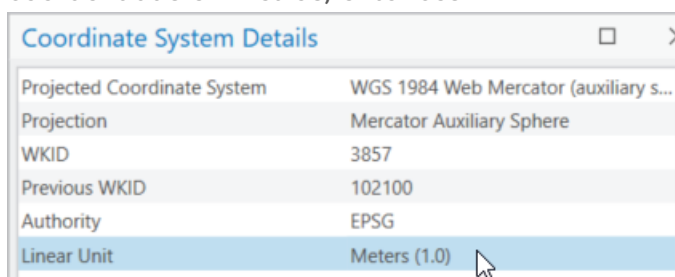 Coordinate System Details
Projected Coordinate System WGS 1984 Web Mercator (auxiliary s...
Projection Mercator Auxiliary Sphere
WKID 3857
Previous WKID 102100
Authority EPSG
Linear Unit Meters (1.0)